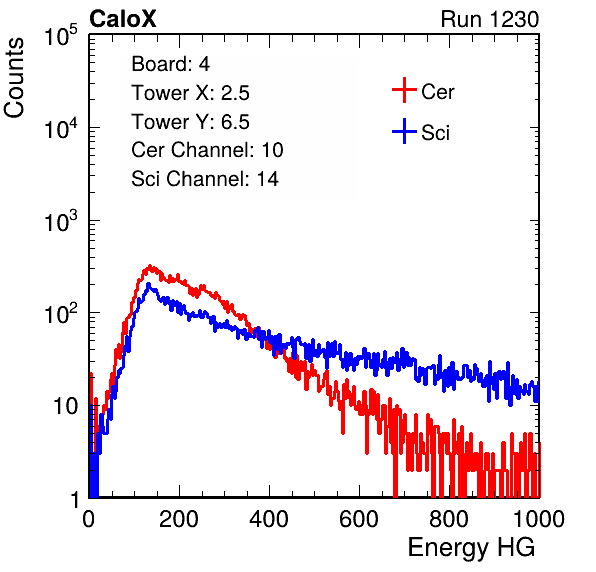 CaloX Run 1230
Counts
Board: 4
Tower X: 2.5
Tower Y: 6.5
Cer Channel: 10
Sci Channel: 14
Cer
Sci
10^5
10^4
10^3
10^2
10
1
0 200 400 600 800 1000
Energy HG